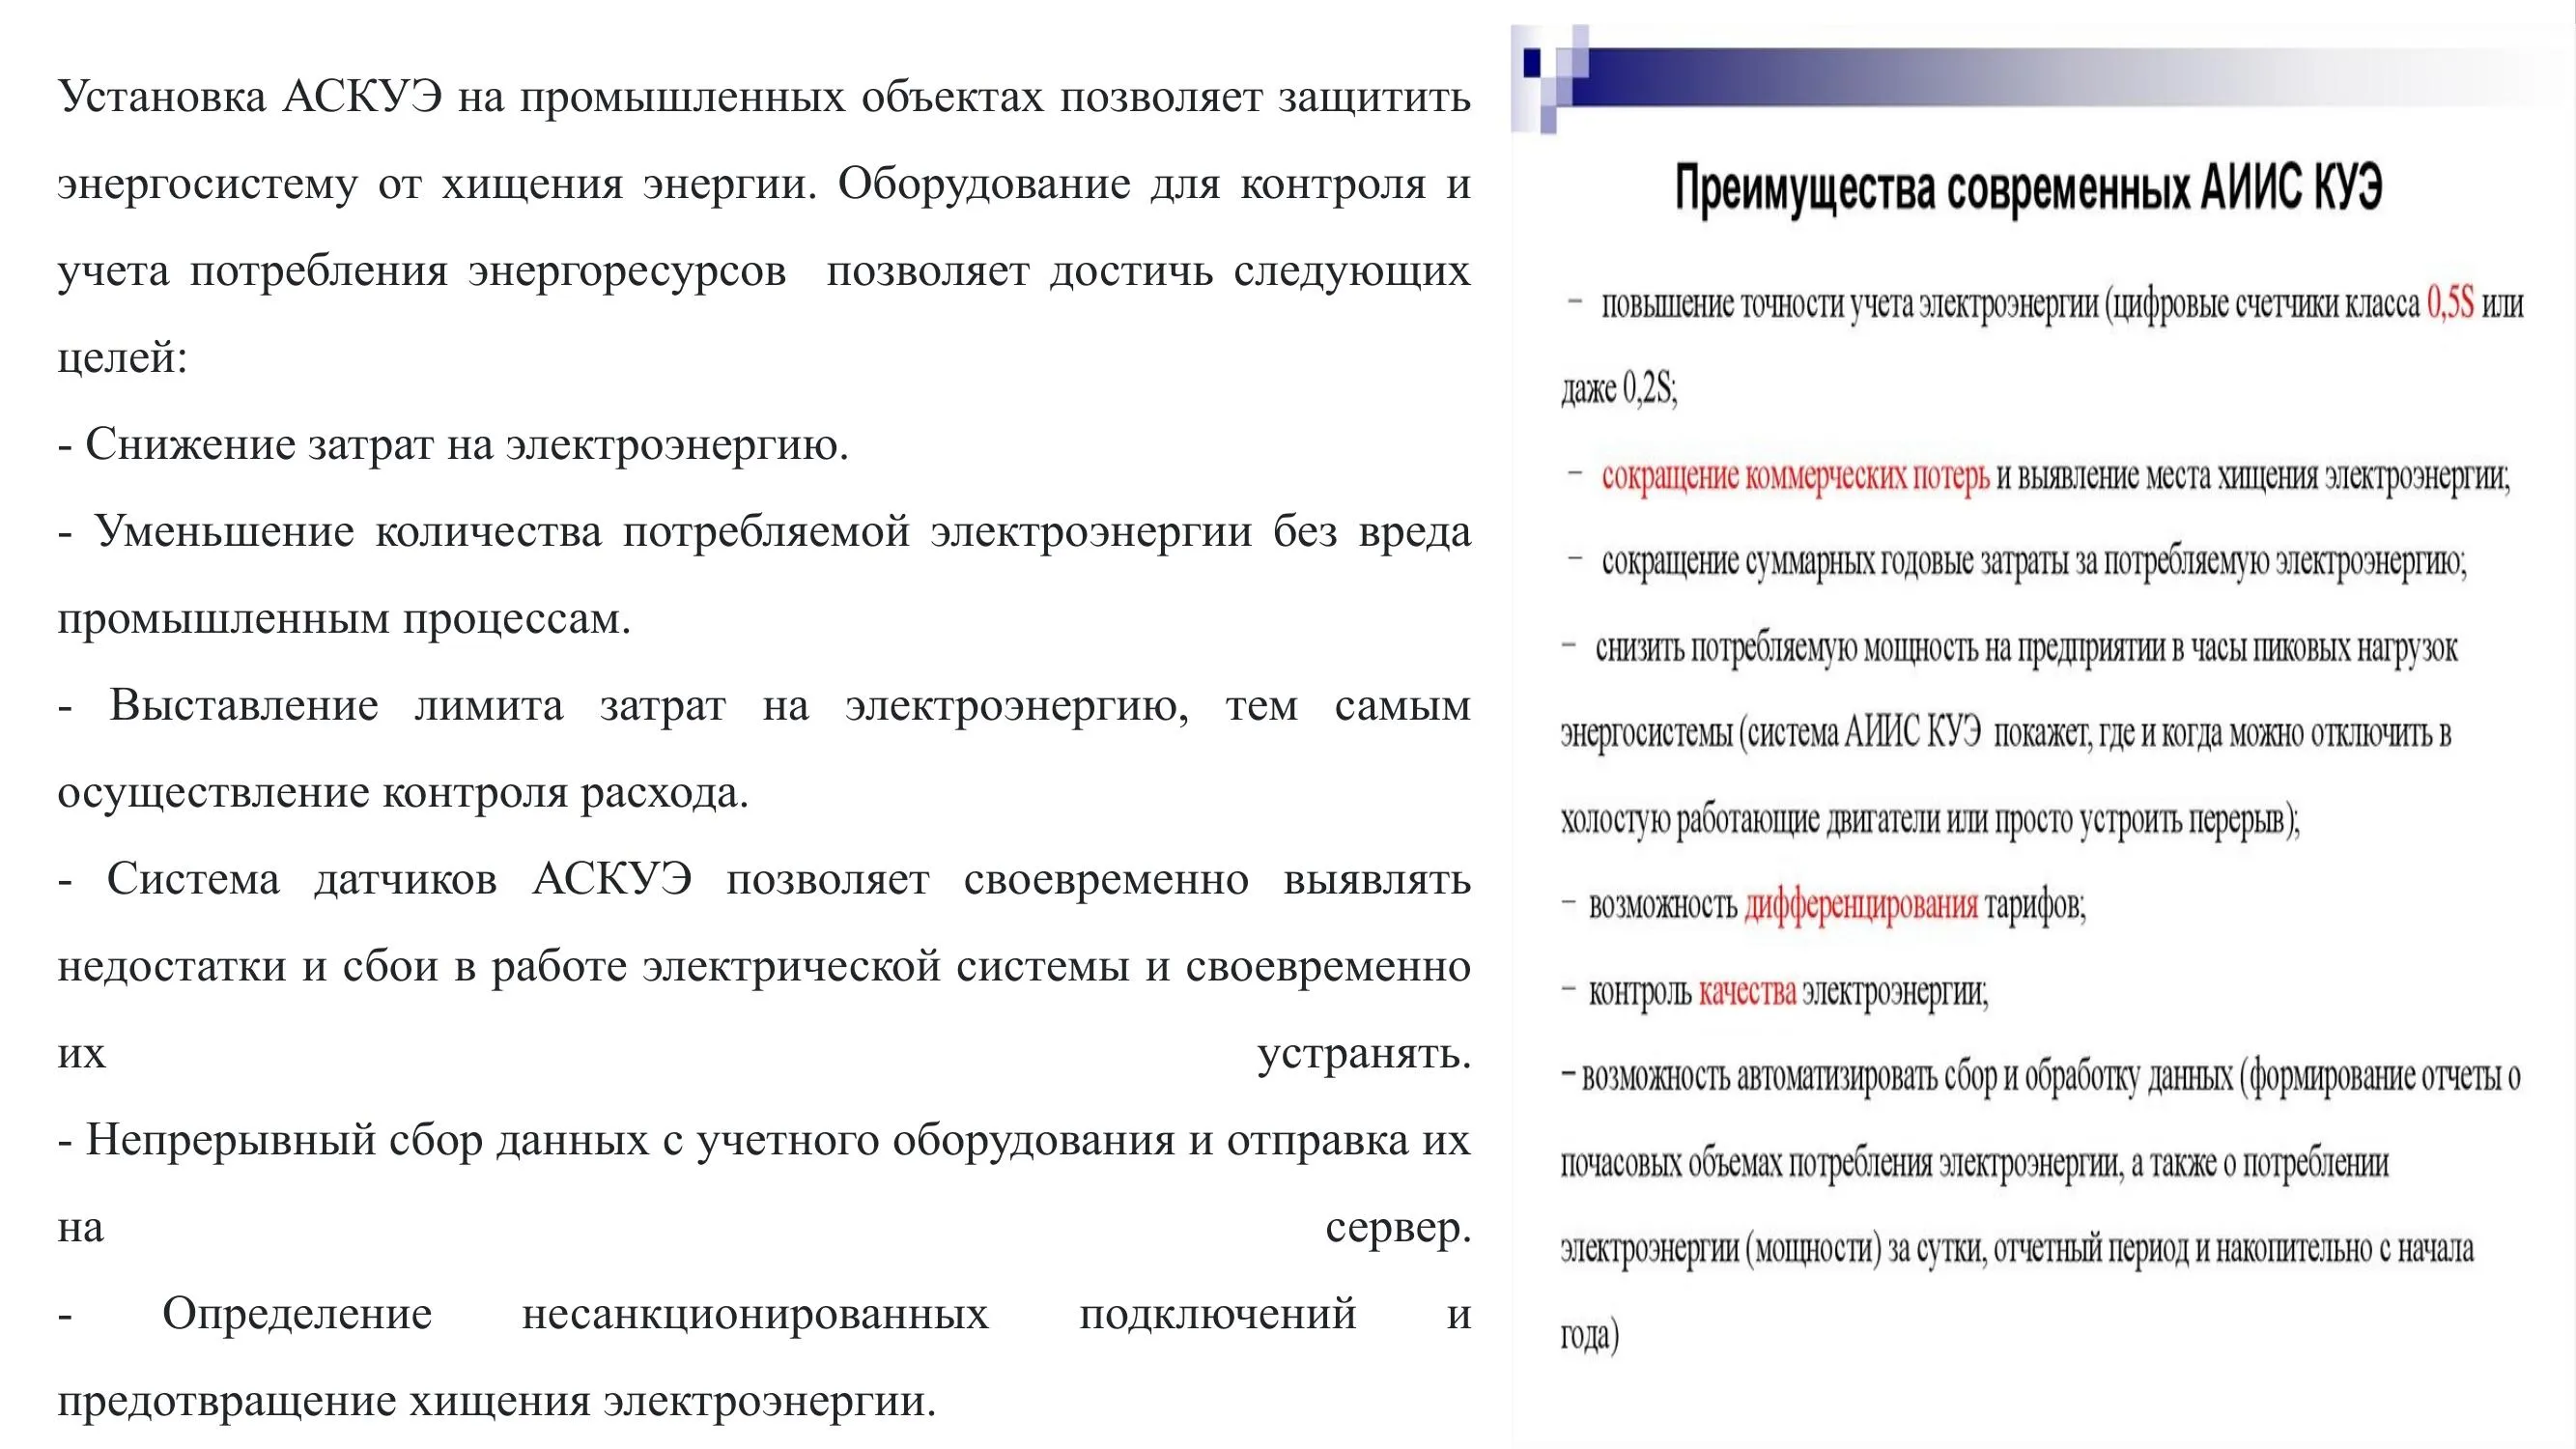 Установка АСКУЭ на промышленных объектах позволяет защитить
энергосистему от хищения энергии. Оборудование для контроля и
учета потребления энергоресурсов позволяет достичь следующих
целей:
- Снижение затрат на электроэнергию.
- Уменьшение количества потребляемой электроэнергии без вреда
промышленным процессам.
- Выставление лимита затрат на электроэнергию, тем самым
осуществление контроля расхода.
- Система датчиков АСКУЭ позволяет своевременно выявлять
недостатки и сбои в работе электрической системы и своевременно
их устранять.
- Непрерывный сбор данных с учетного оборудования и отправка их
на сервер.
- Определение несанкционированных подключений и
предотвращение хищения электроэнергии.
Преимущества современных АИИС КУЭ
– повышение точности учета электроэнергии (цифровые счетчики класса 0,5S или
даже 0,2S;
– сокращение коммерческих потерь и выявление места хищения электроэнергии;
– сокращение суммарных годовые затраты за потребляемую электроэнергию;
– снизить потребляемую мощность на предприятии в часы пиковых нагрузок
энергосистемы (система АИИС КУЭ покажет, где и когда можно отключить в
холостую работающие двигатели или просто устроить перерыв);
– возможность дифференцирования тарифов;
– контроль качества электроэнергии;
– возможность автоматизировать сбор и обработку данных (формирование отчеты о
почасовых объемах потребления электроэнергии, а также о потреблении
электроэнергии (мощности) за сутки, отчетный период и накопительно с начала
года)